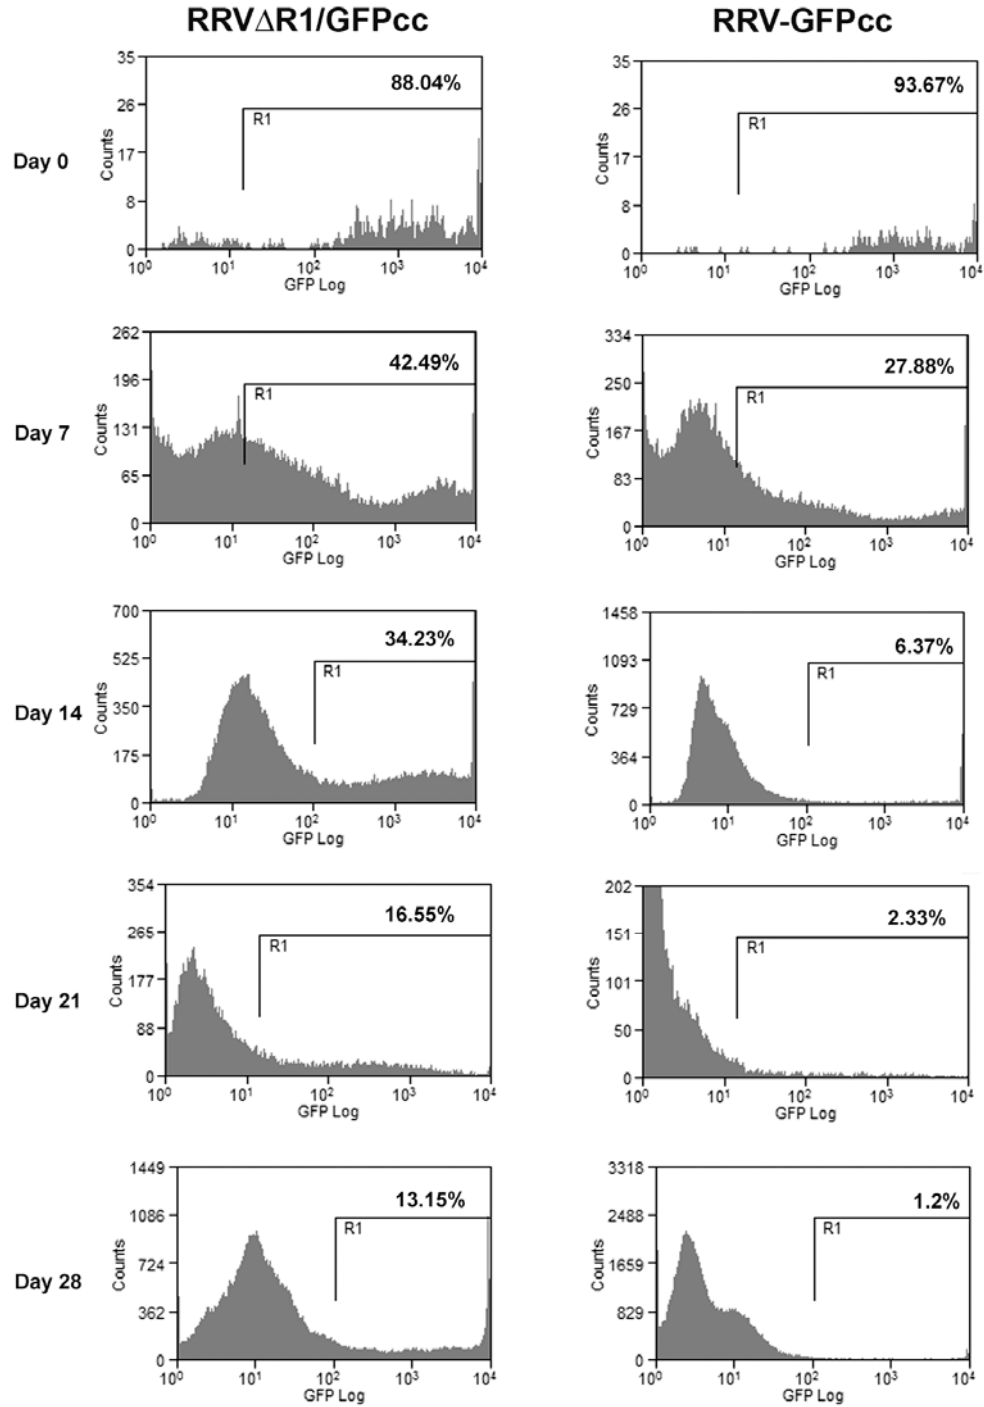 RRVΔR1/GFPcc RRV-GFPcc
Day 0
35
26
17
8
0
Counts
88.04%
R1
10⁰ 10¹ 10² 10³ 10⁴
GFP Log
35
26
17
8
0
Counts
93.67%
R1
10⁰ 10¹ 10² 10³ 10⁴
GFP Log
Day 7
262
196
131
65
0
Counts
42.49%
R1
10⁰ 10¹ 10² 10³ 10⁴
GFP Log
334
250
167
83
0
Counts
27.88%
R1
10⁰ 10¹ 10² 10³ 10⁴
GFP Log
Day 14
700
525
350
175
0
Counts
34.23%
R1
10⁰ 10¹ 10² 10³ 10⁴
GFP Log
1458
1093
729
364
0
Counts
6.37%
R1
10⁰ 10¹ 10² 10³ 10⁴
GFP Log
Day 21
354
265
177
88
0
Counts
16.55%
R1
10⁰ 10¹ 10² 10³ 10⁴
GFP Log
202
151
101
50
0
Counts
2.33%
R1
10⁰ 10¹ 10² 10³ 10⁴
GFP Log
Day 28
1449
1086
724
362
0
Counts
13.15%
R1
10⁰ 10¹ 10² 10³ 10⁴
GFP Log
3318
2488
1659
829
0
Counts
1.2%
R1
10⁰ 10¹ 10² 10³ 10⁴
GFP Log